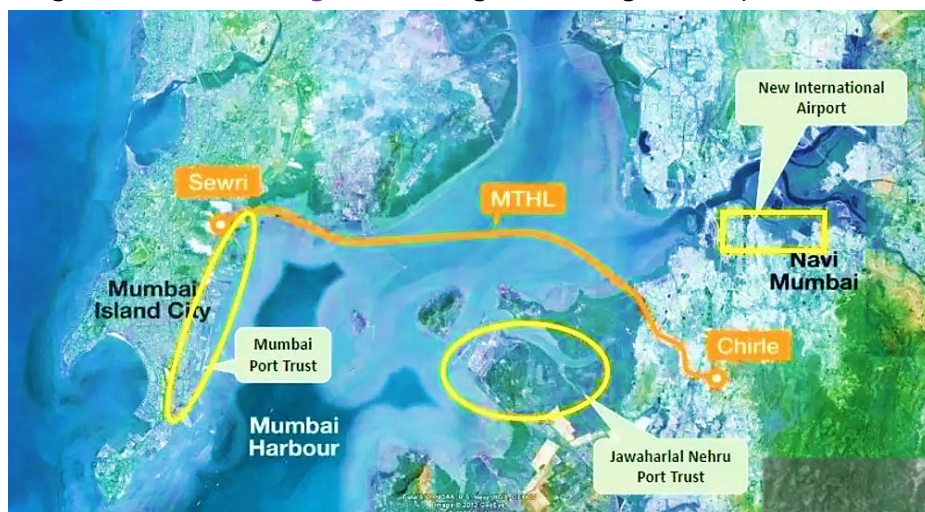 New International
Airport
Sewri
MTHL
Navi
Mumbai
Mumbai
Island City
Chirle
Mumbai
Port Trust
Mumbai
Harbour
Jawaharlal Nehru
Port Trust